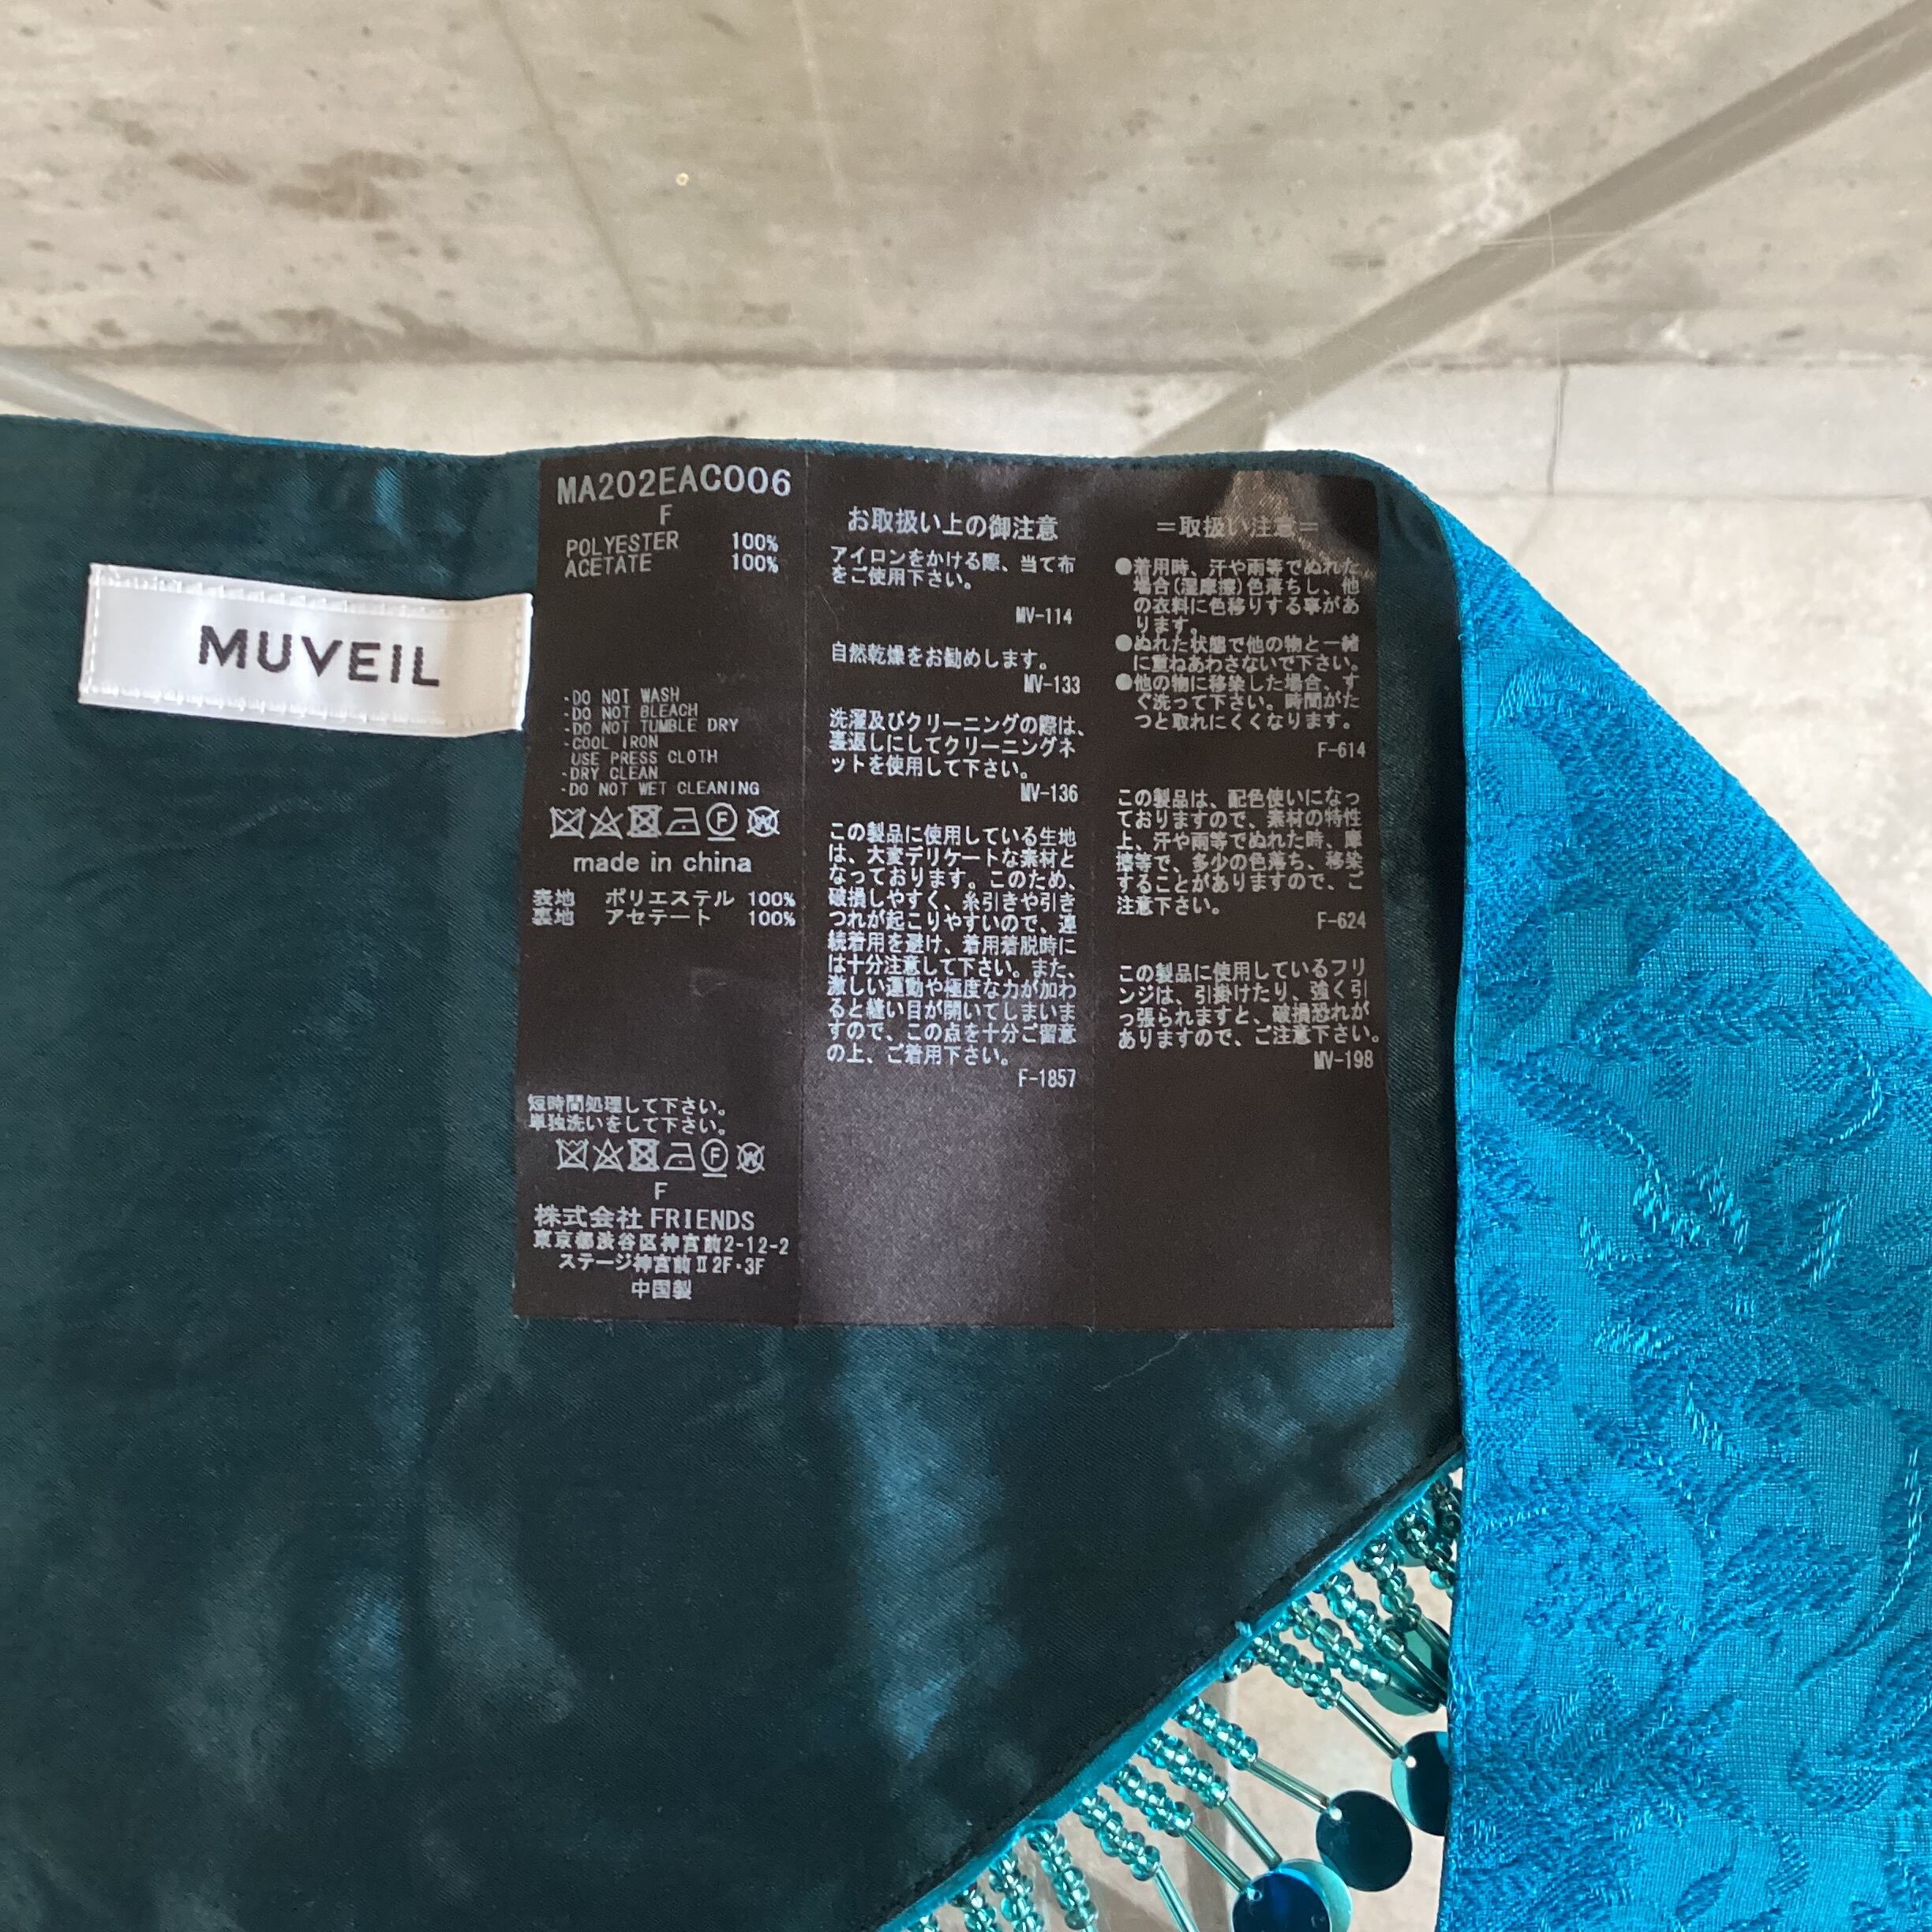 MUVEIL
MA202EAC006
F
POLYESTER 100%
ACETATE 100%
-DO NOT WASH
-DO NOT BLEACH
-DO NOT TUMBLE DRY
-COOL IRON
USE PRESS CLOTH
-DRY CLEAN
-DO NOT WET CLEANING
F W
made in china
表地 ポリエステル 100%
裏地 アセテート 100%
短時間処理して下さい。
単独洗いをして下さい。
F W
F
株式会社 FRIENDS
東京都渋谷区神宮前2-12-2
ステージ神宮前Ⅱ2F・3F
中国製
お取扱い上の御注意
アイロンをかける際、当て布
をご使用下さい。
MV-114
自然乾燥をお勧めします。
MV-133
洗濯及びクリーニングの際は、
裏返しにしてクリーニングネ
ットを使用して下さい。
MV-136
この製品に使用している生地
は、大変デリケートな素材と
なっております。このため、
破損しやすく、糸引きや引き
つれが起こりやすいので、連
続着用を避け、着用着脱時に
は十分注意して下さい。また、
激しい運動や極度な力が加わ
ると縫い目が開いてしまいま
すので、この点を十分ご留意
の上、ご着用下さい。
F-1857
=取扱い注意=
●着用時、汗や雨等でぬれた
場合(湿摩擦)色落ちし、他
の衣料に色移りする事があ
ります。
●ぬれた状態で他の物と一緒
に重ねあわさないで下さい。
●他の物に移染した場合、す
ぐ洗って下さい。時間がた
つと取れにくくなります。
F-614
この製品は、配色使いになっ
ておりますので、素材の特性
上、汗や雨等でぬれた時、摩
擦等で、多少の色落ち、移染
することがありますので、ご
注意下さい。
F-624
この製品に使用しているフリ
ンジは、引掛けたり、強く引
っ張られますと、破損恐れが
ありますので、ご注意下さい。
MV-198